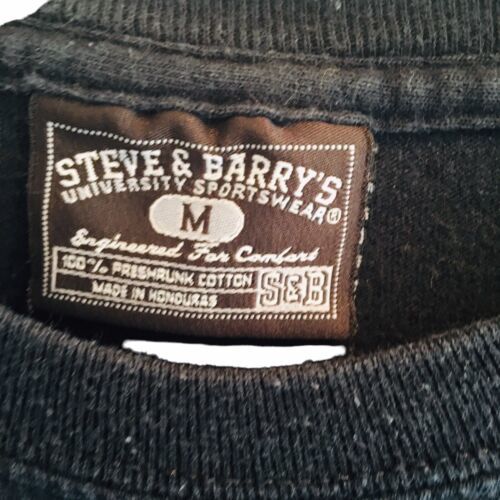 STEVE & BARRY'S
UNIVERSITY SPORTSWEAR®
M
Engineered For Comfort
100% PRESHRUNK COTTON
MADE IN HONDURAS
S&B